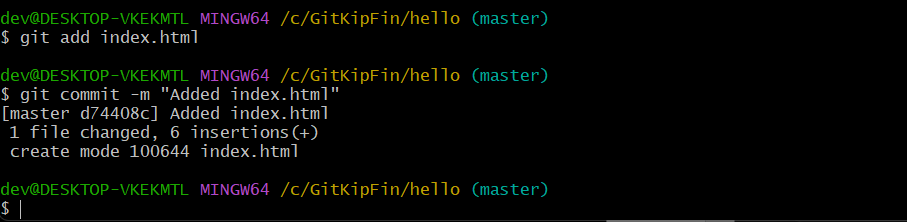 dev@DESKTOP-VKEKMTL MINGW64 /c/GitKipFin/hello (master)
$ git add index.html
dev@DESKTOP-VKEKMTL MINGW64 /c/GitKipFin/hello (master)
$ git commit -m "Added index.html"
[master d74408c] Added index.html
 1 file changed, 6 insertions(+)
 create mode 100644 index.html
dev@DESKTOP-VKEKMTL MINGW64 /c/GitKipFin/hello (master)
$